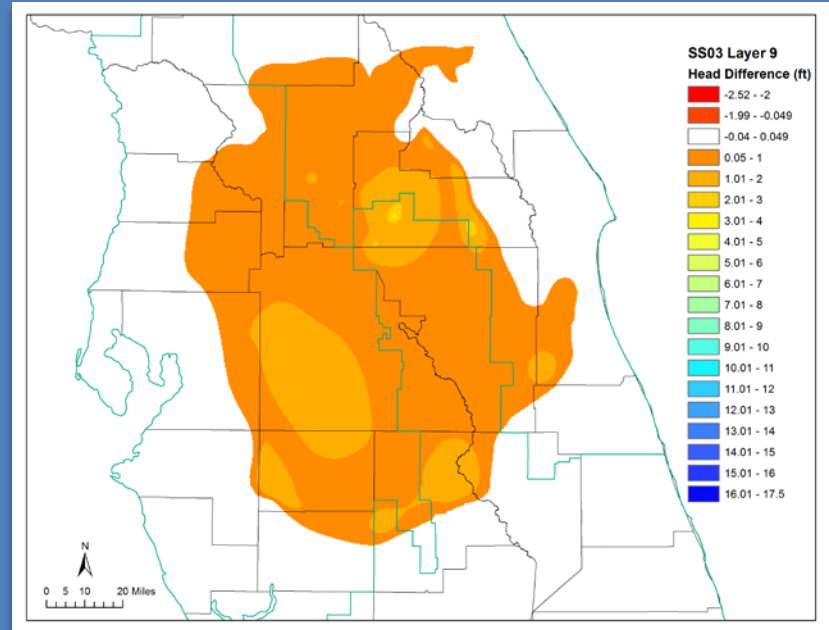 SS03 Layer 9
Head Difference (ft)
-2.52 - -2
-1.99 - -0.049
-0.04 - 0.049
0.05 - 1
1.01 - 2
2.01 - 3
3.01 - 4
4.01 - 5
5.01 - 6
6.01 - 7
7.01 - 8
8.01 - 9
9.01 - 10
10.01 - 11
11.01 - 12
12.01 - 13
13.01 - 14
14.01 - 15
15.01 - 16
16.01 - 17.5
N
0 5 10 20 Miles